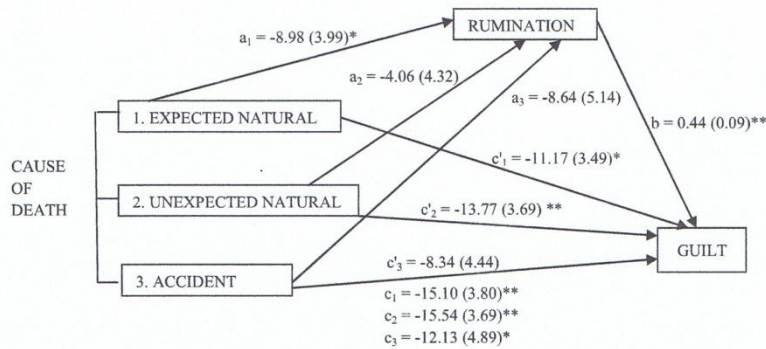 RUMINATION
a₁ = -8.98 (3.99)*
a₂ = -4.06 (4.32)
a₃ = -8.64 (5.14)
1. EXPECTED NATURAL
b = 0.44 (0.09)**
c'₁ = -11.17 (3.49)*
CAUSE
OF
DEATH
2. UNEXPECTED NATURAL
c'₂ = -13.77 (3.69) **
GUILT
c'₃ = -8.34 (4.44)
3. ACCIDENT
c₁ = -15.10 (3.80)**
c₂ = -15.54 (3.69)**
c₃ = -12.13 (4.89)*